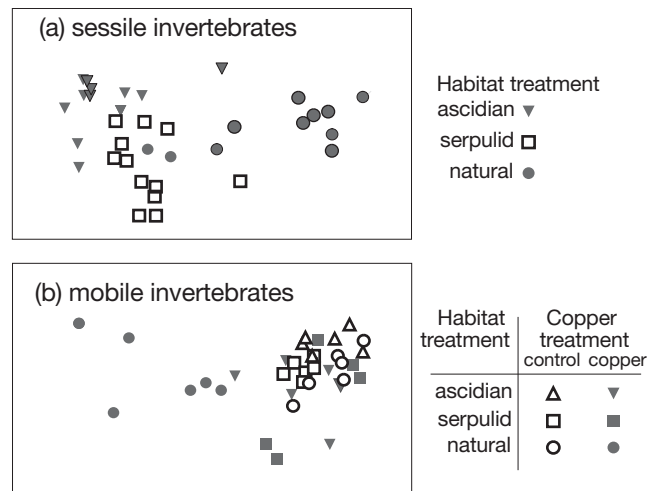 (a) sessile invertebrates
Habitat treatment
ascidian
serpulid
natural
(b) mobile invertebrates
Habitat treatment
Copper treatment
control copper
ascidian
serpulid
natural